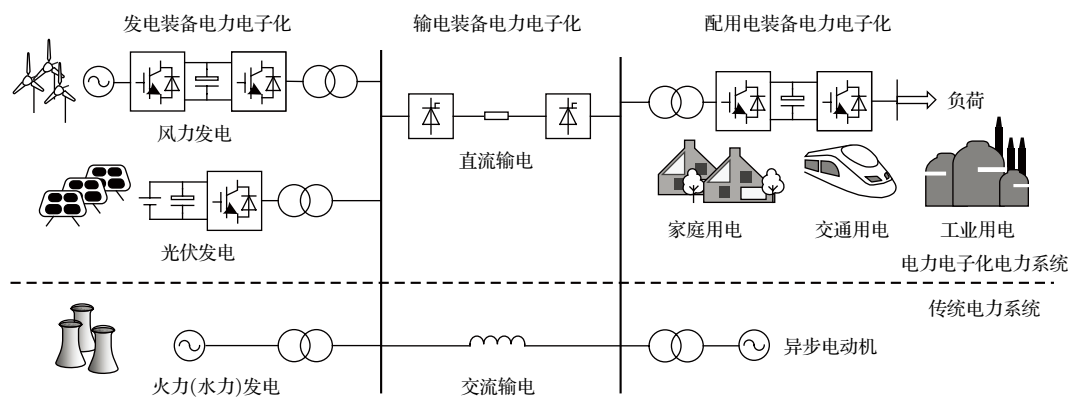 发电装备电力电子化
输电装备电力电子化
配用电装备电力电子化
负荷
风力发电
直流输电
家庭用电
交通用电
工业用电
光伏发电
电力电子化电力系统
传统电力系统
异步电动机
火力(水力)发电
交流输电